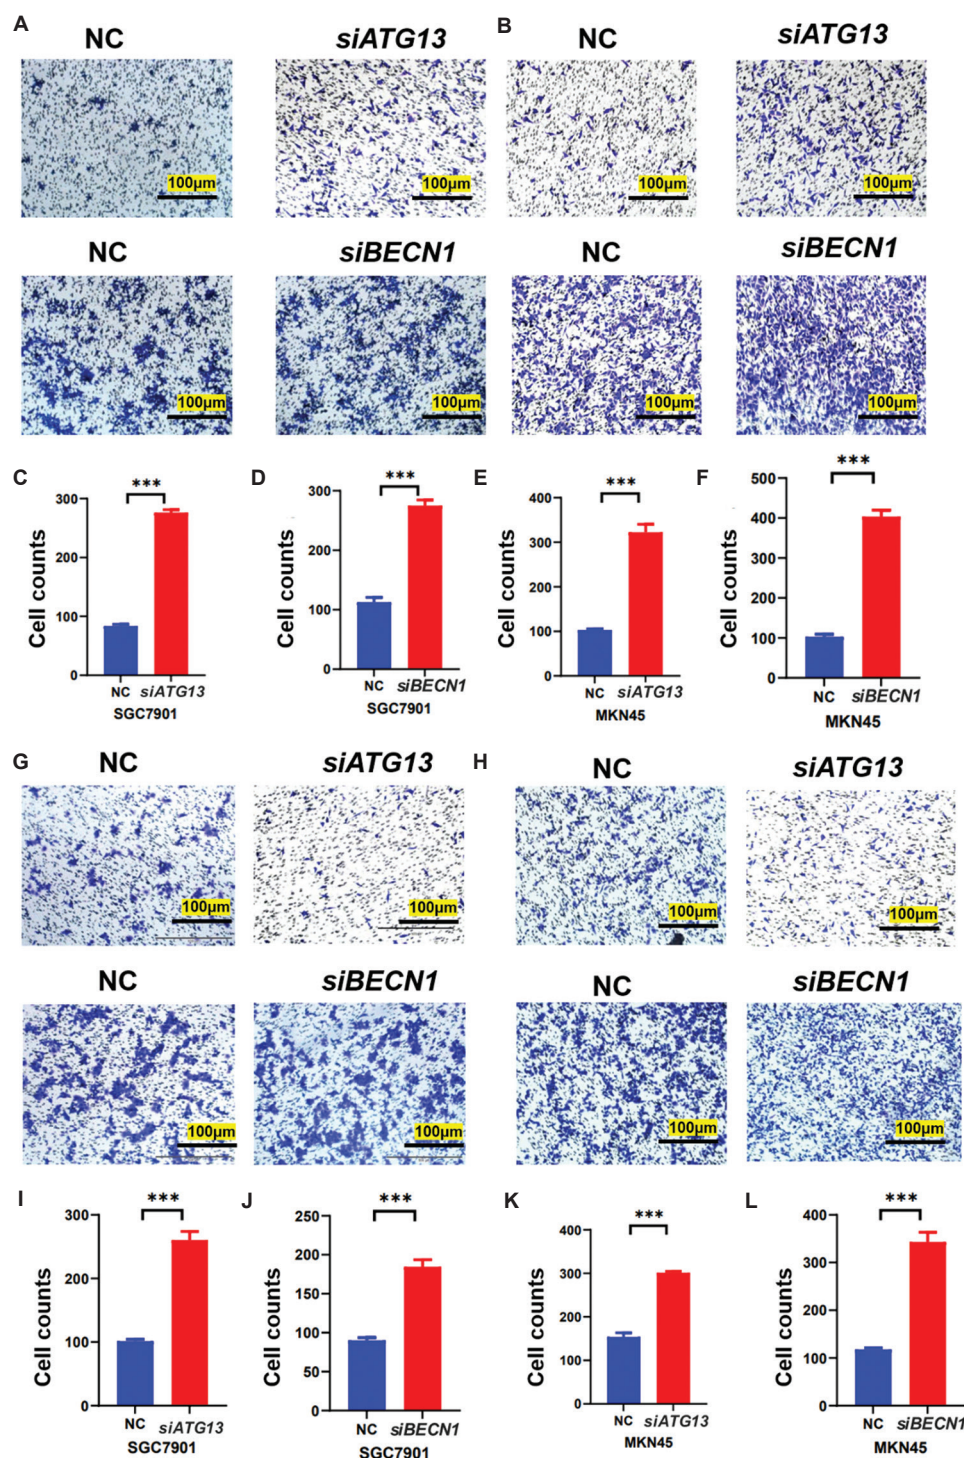 A
NC
siATG13
B
NC
siATG13
100μm
100μm
100μm
100μm
NC
siBECN1
NC
siBECN1
100μm
100μm
100μm
100μm
C
***
Cell counts
300
200
100
0
NC
siATG13
SGC7901
D
***
Cell counts
300
200
100
0
NC
siBECN1
SGC7901
E
***
Cell counts
400
300
200
100
0
NC
siATG13
MKN45
F
***
Cell counts
500
400
300
200
100
0
NC
siBECN1
MKN45
G
NC
siATG13
H
NC
siATG13
100μm
100μm
100μm
100μm
NC
siBECN1
NC
siBECN1
100μm
100μm
100μm
100μm
I
***
Cell counts
300
200
100
0
NC
siATG13
SGC7901
J
***
Cell counts
250
200
150
100
50
0
NC
siBECN1
SGC7901
K
***
Cell counts
400
300
200
100
0
NC
siATG13
MKN45
L
***
Cell counts
400
300
200
100
0
NC
siBECN1
MKN45